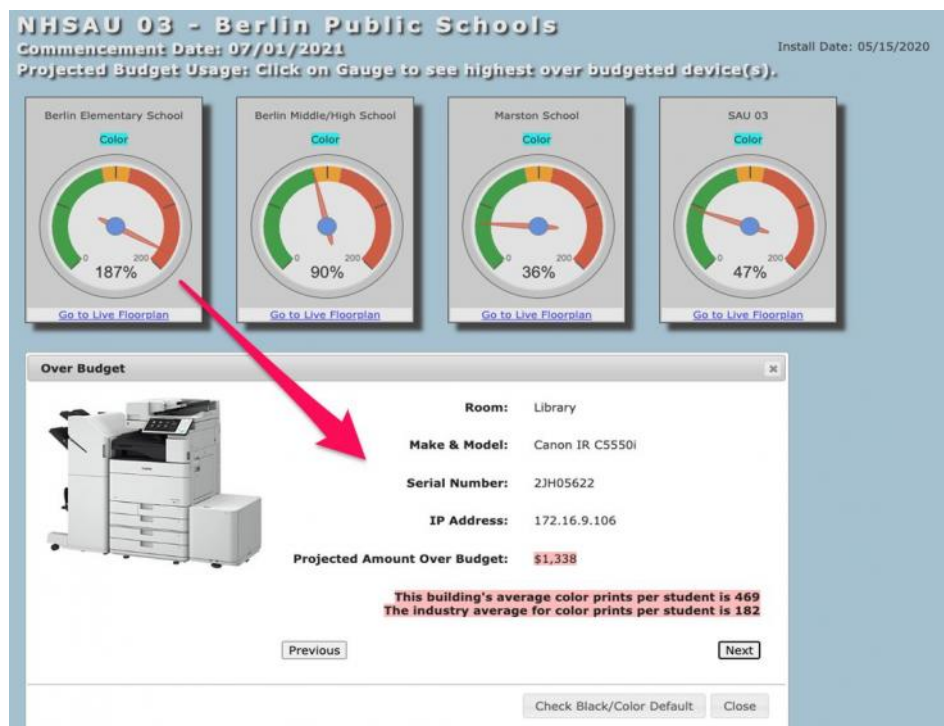 NHSAU 03 - Berlin Public Schools
Commencement Date: 07/01/2021
Install Date: 05/15/2020
Projected Budget Usage: Click on Gauge to see highest over budgeted device(s).
Berlin Elementary School
Color
0
200
187%
Go to Live Floorplan
Berlin Middle/High School
Color
0
200
90%
Go to Live Floorplan
Marston School
Color
0
200
36%
Go to Live Floorplan
SAU 03
Color
0
200
47%
Go to Live Floorplan
Over Budget
Room: Library
Make & Model: Canon IR C5550i
Serial Number: 2JH05622
IP Address: 172.16.9.106
Projected Amount Over Budget: $1,338
This building's average color prints per student is 469
The industry average for color prints per student is 182
Previous
Next
Check Black/Color Default
Close